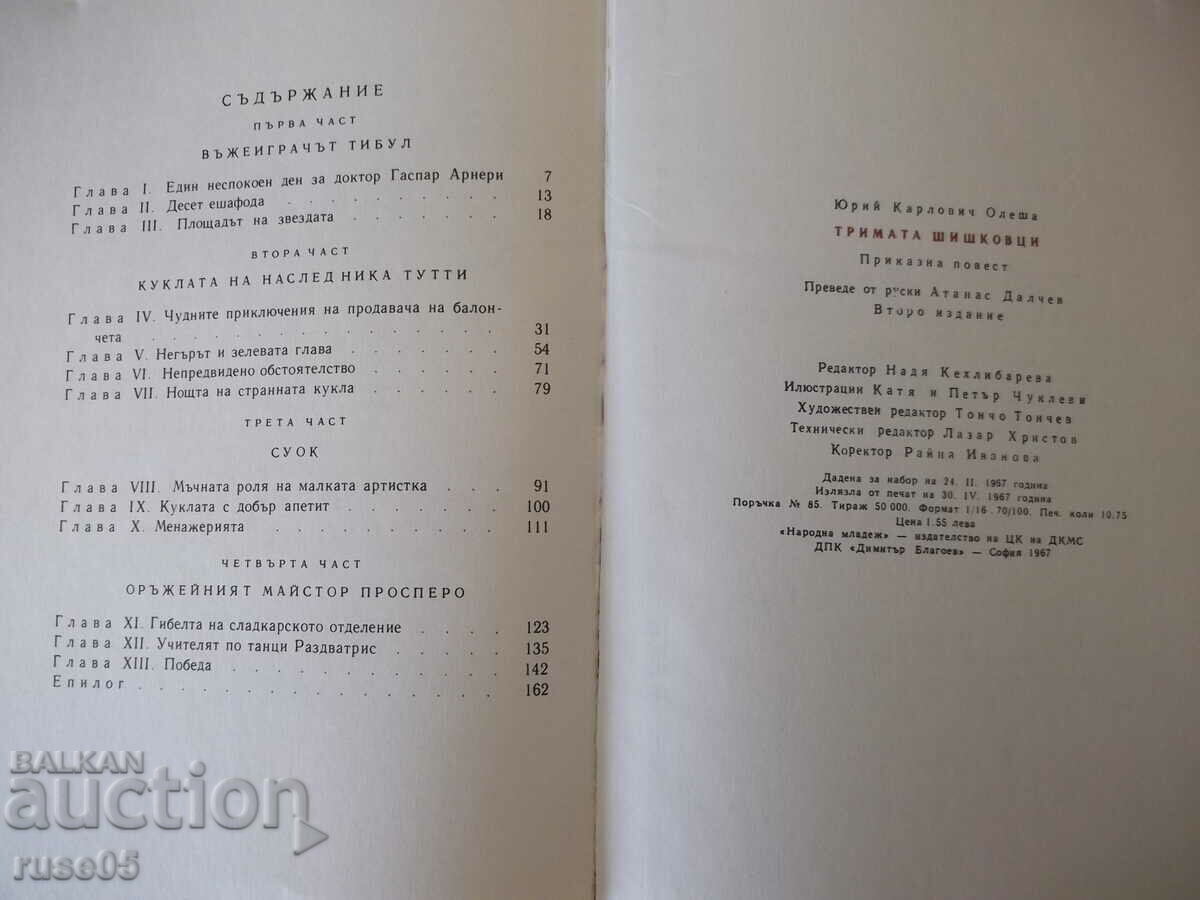 СЪДЪРЖАНИЕ
ПЪРВА ЧАСТ
ВЪЖЕИГРАЧЪТ ТИБУЛ
Глава I. Един неспокоен ден за доктор Гаспар Арнери 7
Глава II. Десет ешафода . . . . . . . . . . 13
Глава III. Площадът на звездата . . . . . . . 18
ВТОРА ЧАСТ
КУКЛАТА НА НАСЛЕДНИКА ТУТТИ
Глава IV. Чудните приключения на продавача на балон-
чета . . . . . . . . . . . . 31
Глава V. Негърът и зелевата глава . . . . . . 54
Глава VI. Непредвидено обстоятелство . . . . . . 71
Глава VII. Нощта на странната кукла . . . . . . 79
ТРЕТА ЧАСТ
СУОК
Глава VIII. Мъчната роля на малката артистка . . . 91
Глава IX. Куклата с добър апетит . . . . . . . 100
Глава X. Менажерията . . . . . . . . . . 111
ЧЕТВЪРТА ЧАСТ
ОРЪЖЕЙНИЯТ МАЙСТОР ПРОСПЕРО
Глава XI. Гибелта на сладкарското отделение . . . . 123
Глава XII. Учителят по танци Раздватрис . . . . . 135
Глава XIII. Победа . . . . . . . . . . . . 142
Епилог . . . . . . . . . . . . . . . . 162
Юрий Карлович Олеша
ТРИМАТА ШИШКОВЦИ
Приказна повест
Преведе от руски Атанас Далчев
Второ издание
Редактор Надя Кехлибарева
Илюстрации Катя и Петър Чуклеви
Художествен редактор Тончо Тончев
Технически редактор Лазар Христов
Коректор Райна Иванова
Дадена за набор на 24. II. 1967 година
Излязла от печат на 30. IV. 1967 година
Поръчка № 85. Тираж 50 000. Формат 1/16 70/100. Печ. коли 10.75
Цена 1.55 лева
«Народна младеж» — издателство на ЦК на ДКМС
ДПК «Димитър Благоев» — София 1967
BALKAN
auction
ruse05